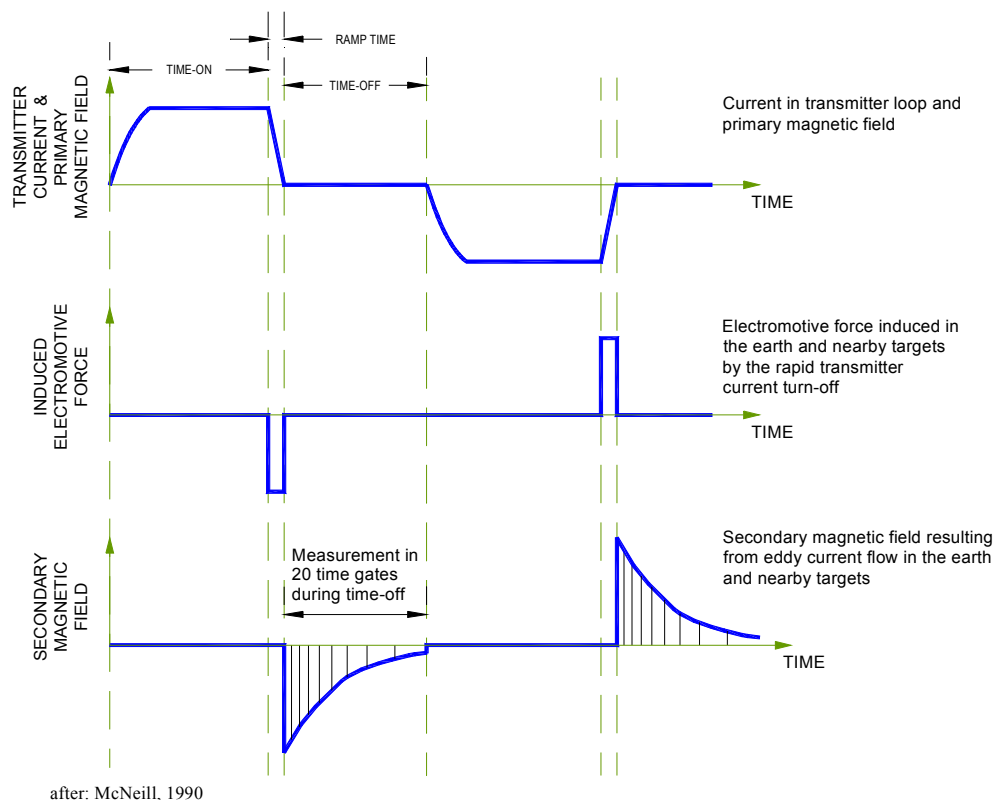 RAMP TIME
TIME-ON
TIME-OFF
TRANSMITTER
CURRENT &
PRIMARY
MAGNETIC FIELD
Current in transmitter loop and
primary magnetic field
TIME
INDUCED
ELECTROMOTIVE
FORCE
Electromotive force induced in
the earth and nearby targets
by the rapid transmitter
current turn-off
TIME
SECONDARY
MAGNETIC
FIELD
Measurement in
20 time gates
during time-off
Secondary magnetic field resulting
from eddy current flow in the earth
and nearby targets
TIME
after: McNeill, 1990